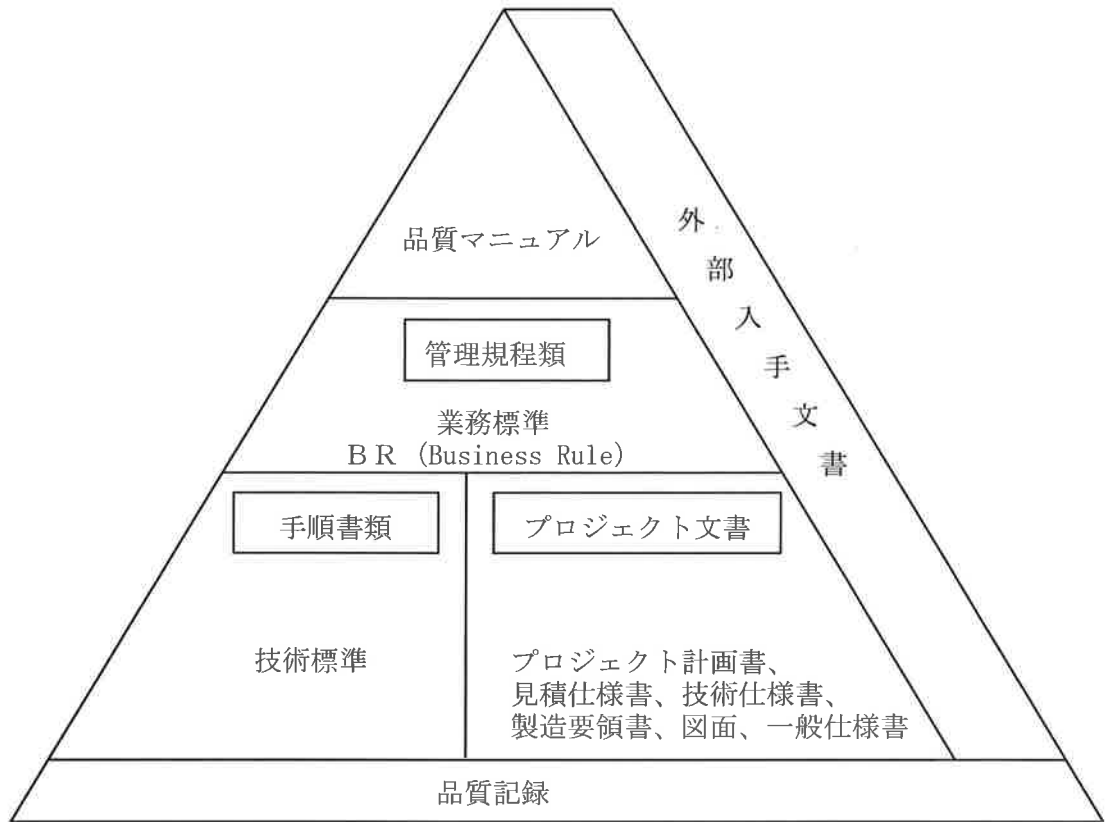 品質マニュアル
外部入手文書
管理規程類
業務標準
BR (Business Rule)
手順書類
プロジェクト文書
技術標準
プロジェクト計画書、
見積仕様書、技術仕様書、
製造要領書、図面、一般仕様書
品質記録